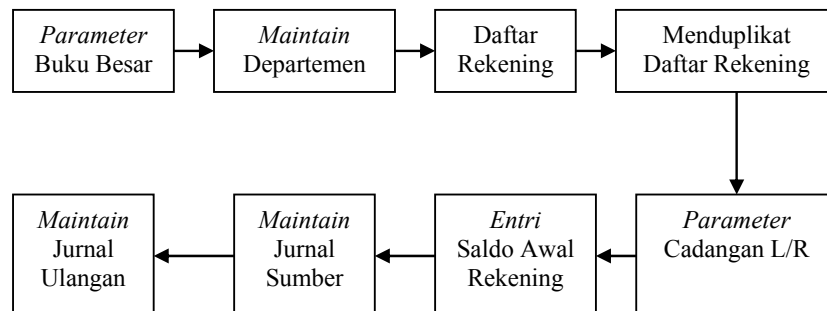 Parameter
Buku Besar
Maintain
Departemen
Daftar
Rekening
Menduplikat
Daftar Rekening
Parameter
Cadangan L/R
Entri
Saldo Awal
Rekening
Maintain
Jurnal
Sumber
Maintain
Jurnal
Ulangan